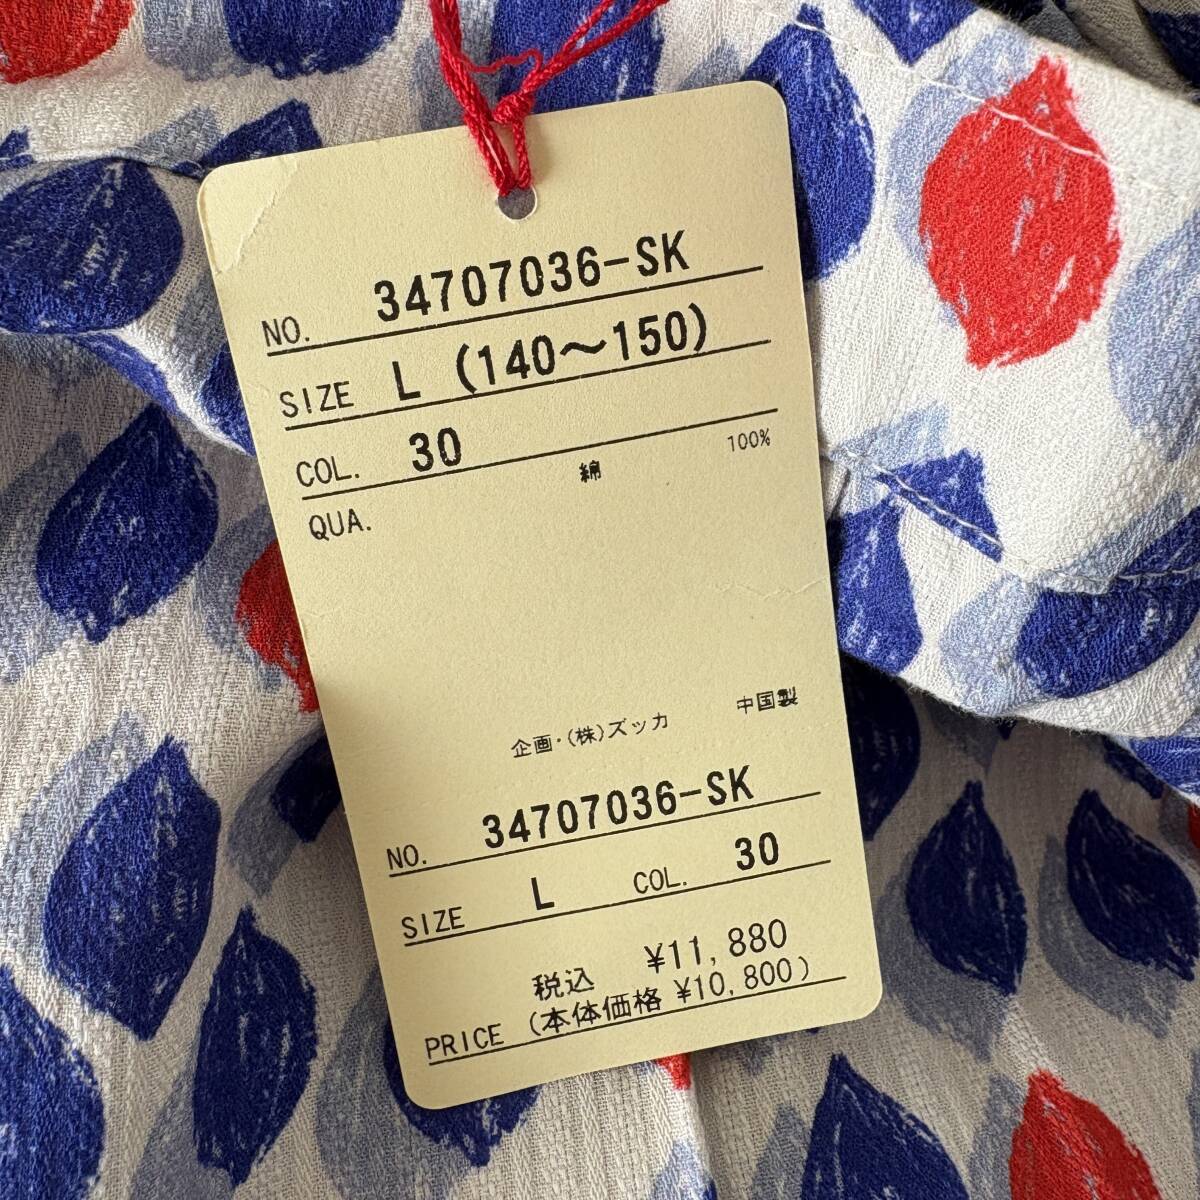 NO. 34707036-SK
SIZE L (140〜150)
COL. 30
QUA. 綿 100%
中国製
企画・(株)ズッカ
NO. 34707036-SK
SIZE L COL. 30
税込 ¥11,880
PRICE (本体価格 ¥10,800)